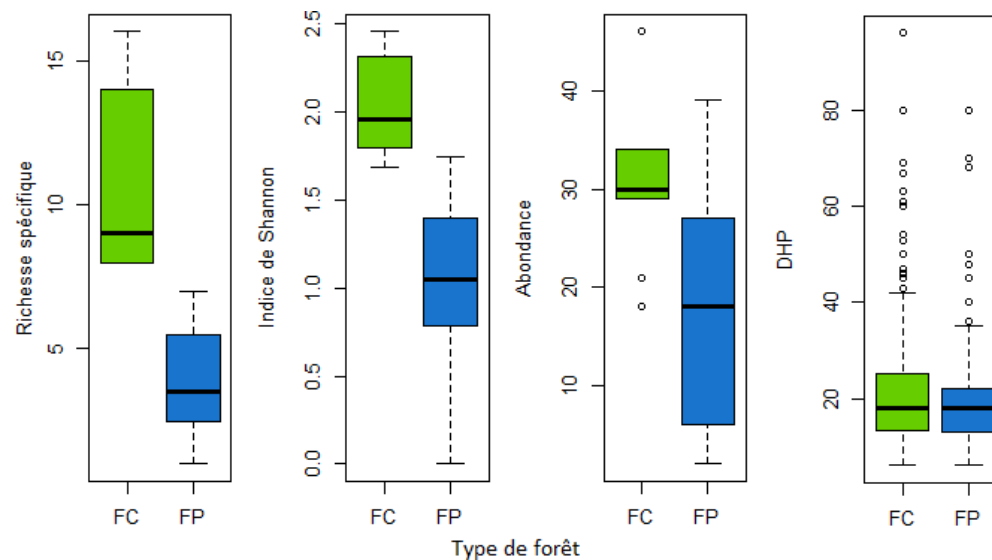 Richesse spécifique
5
10
15
FC
FP
Indice de Shannon
0.0
0.5
1.0
1.5
2.0
2.5
FC
FP
Abondance
10
20
30
40
FC
FP
DHP
20
40
60
80
FC
FP
Type de forêt